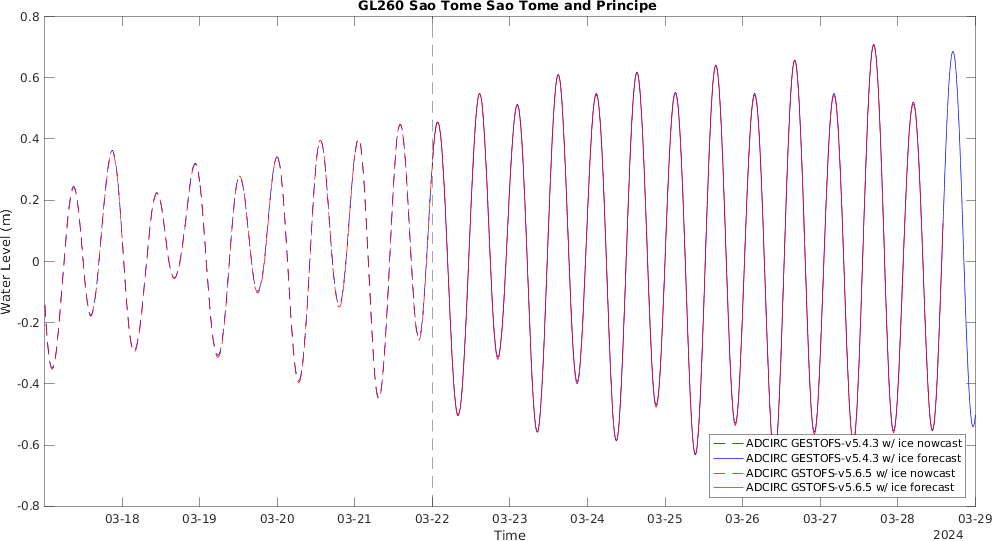 GL260 Sao Tome Sao Tome and Principe
0.8
0.6
0.4
0.2
0
-0.2
-0.4
-0.6
-0.8
Water Level (m)
ADCIRC GESTOFS-v5.4.3 w/ ice nowcast
ADCIRC GESTOFS-v5.4.3 w/ ice forecast
ADCIRC GSTOFS-v5.6.5 w/ ice nowcast
ADCIRC GSTOFS-v5.6.5 w/ ice forecast
03-18 03-19 03-20 03-21 03-22 03-23 03-24 03-25 03-26 03-27 03-28 03-29
Time
2024